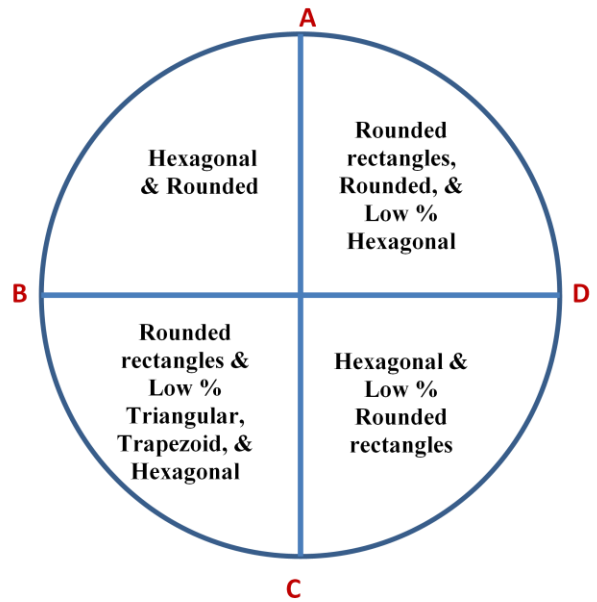 A
Hexagonal
& Rounded
Rounded
rectangles,
Rounded, &
Low %
Hexagonal
B
D
Rounded
rectangles &
Low %
Triangular,
Trapezoid, &
Hexagonal
Hexagonal &
Low %
Rounded
rectangles
C